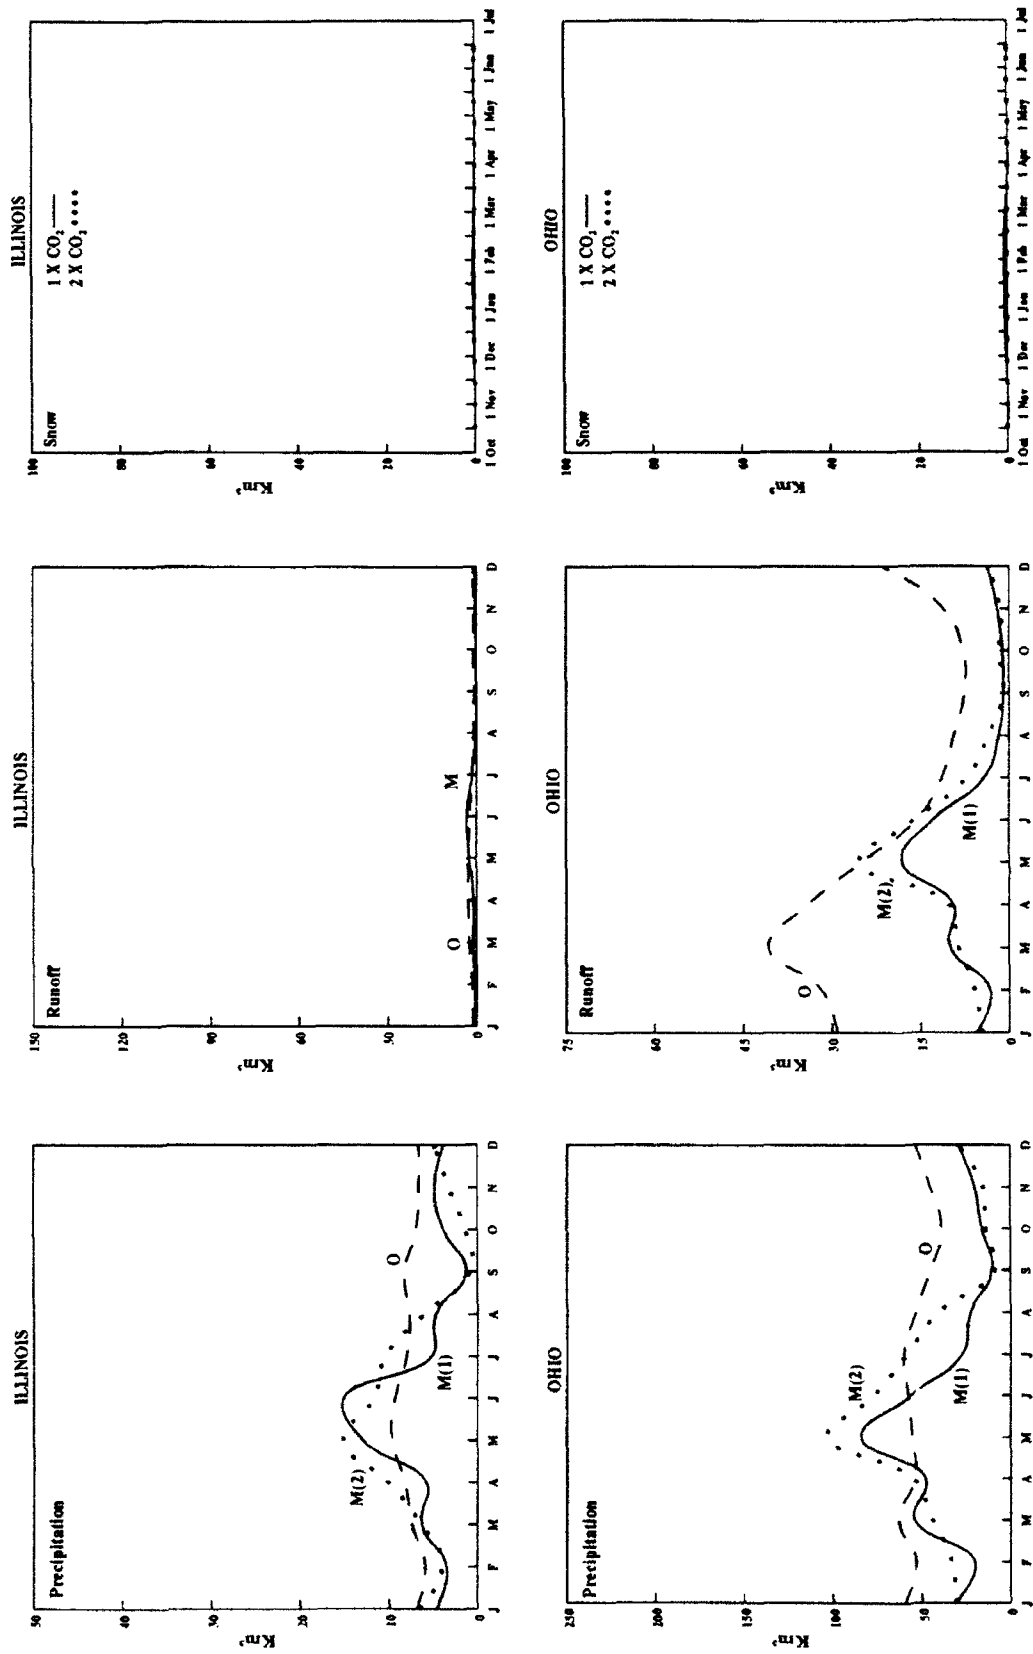 ILLINOIS
Precipitation
Km³
50
40
30
20
10
0
M(2)
M(1)
O
J F M A M J J A S O N D
ILLINOIS
Runoff
Km³
150
120
90
60
30
0
O
M
J F M A M J J A S O N D
ILLINOIS
Snow
1 X CO₂
2 X CO₂
Km³
100
80
60
40
20
0
1 Oct 1 Nov 1 Dec 1 Jan 1 Feb 1 Mar 1 Apr 1 May 1 Jun 1 Jul
OHIO
Precipitation
Km³
250
200
150
100
50
0
M(2)
M(1)
O
J F M A M J J A S O N D
OHIO
Runoff
Km³
75
60
45
30
15
0
O
M(2)
M(1)
J F M A M J J A S O N D
OHIO
Snow
1 X CO₂
2 X CO₂
Km³
100
80
60
40
20
0
1 Oct 1 Nov 1 Dec 1 Jan 1 Feb 1 Mar 1 Apr 1 May 1 Jun 1 Jul